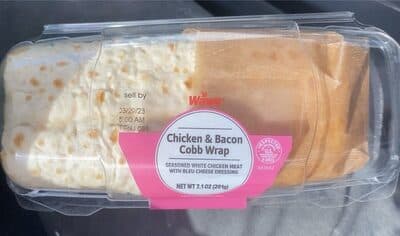 Wawa
sell by
03/29/23
5:00 AM
Chicken & Bacon
Cobb Wrap
SEASONED WHITE CHICKEN MEAT
WITH BLEU CHEESE DRESSING
NET WT 7.1 OZ (201g)